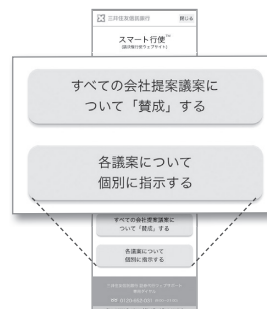 三井住友信託銀行
閉じる
スマート行使™
(議決権行使ウェブサイト)
すべての会社提案議案に
ついて「賛成」する
各議案について
個別に指示する
すべての会社提案議案に
ついて「賛成」する
各議案について
個別に指示する